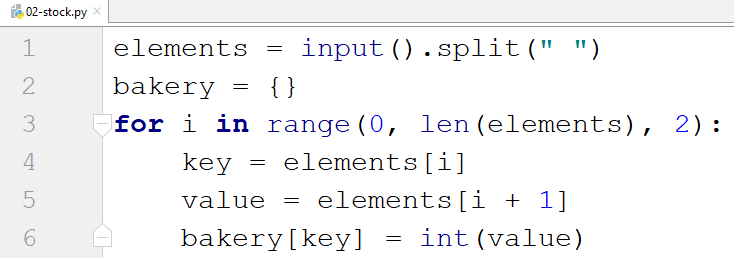 02-stock.py ×
1 elements = input().split(" ")
2 bakery = {}
3 for i in range(0, len(elements), 2):
4     key = elements[i]
5     value = elements[i + 1]
6     bakery[key] = int(value)